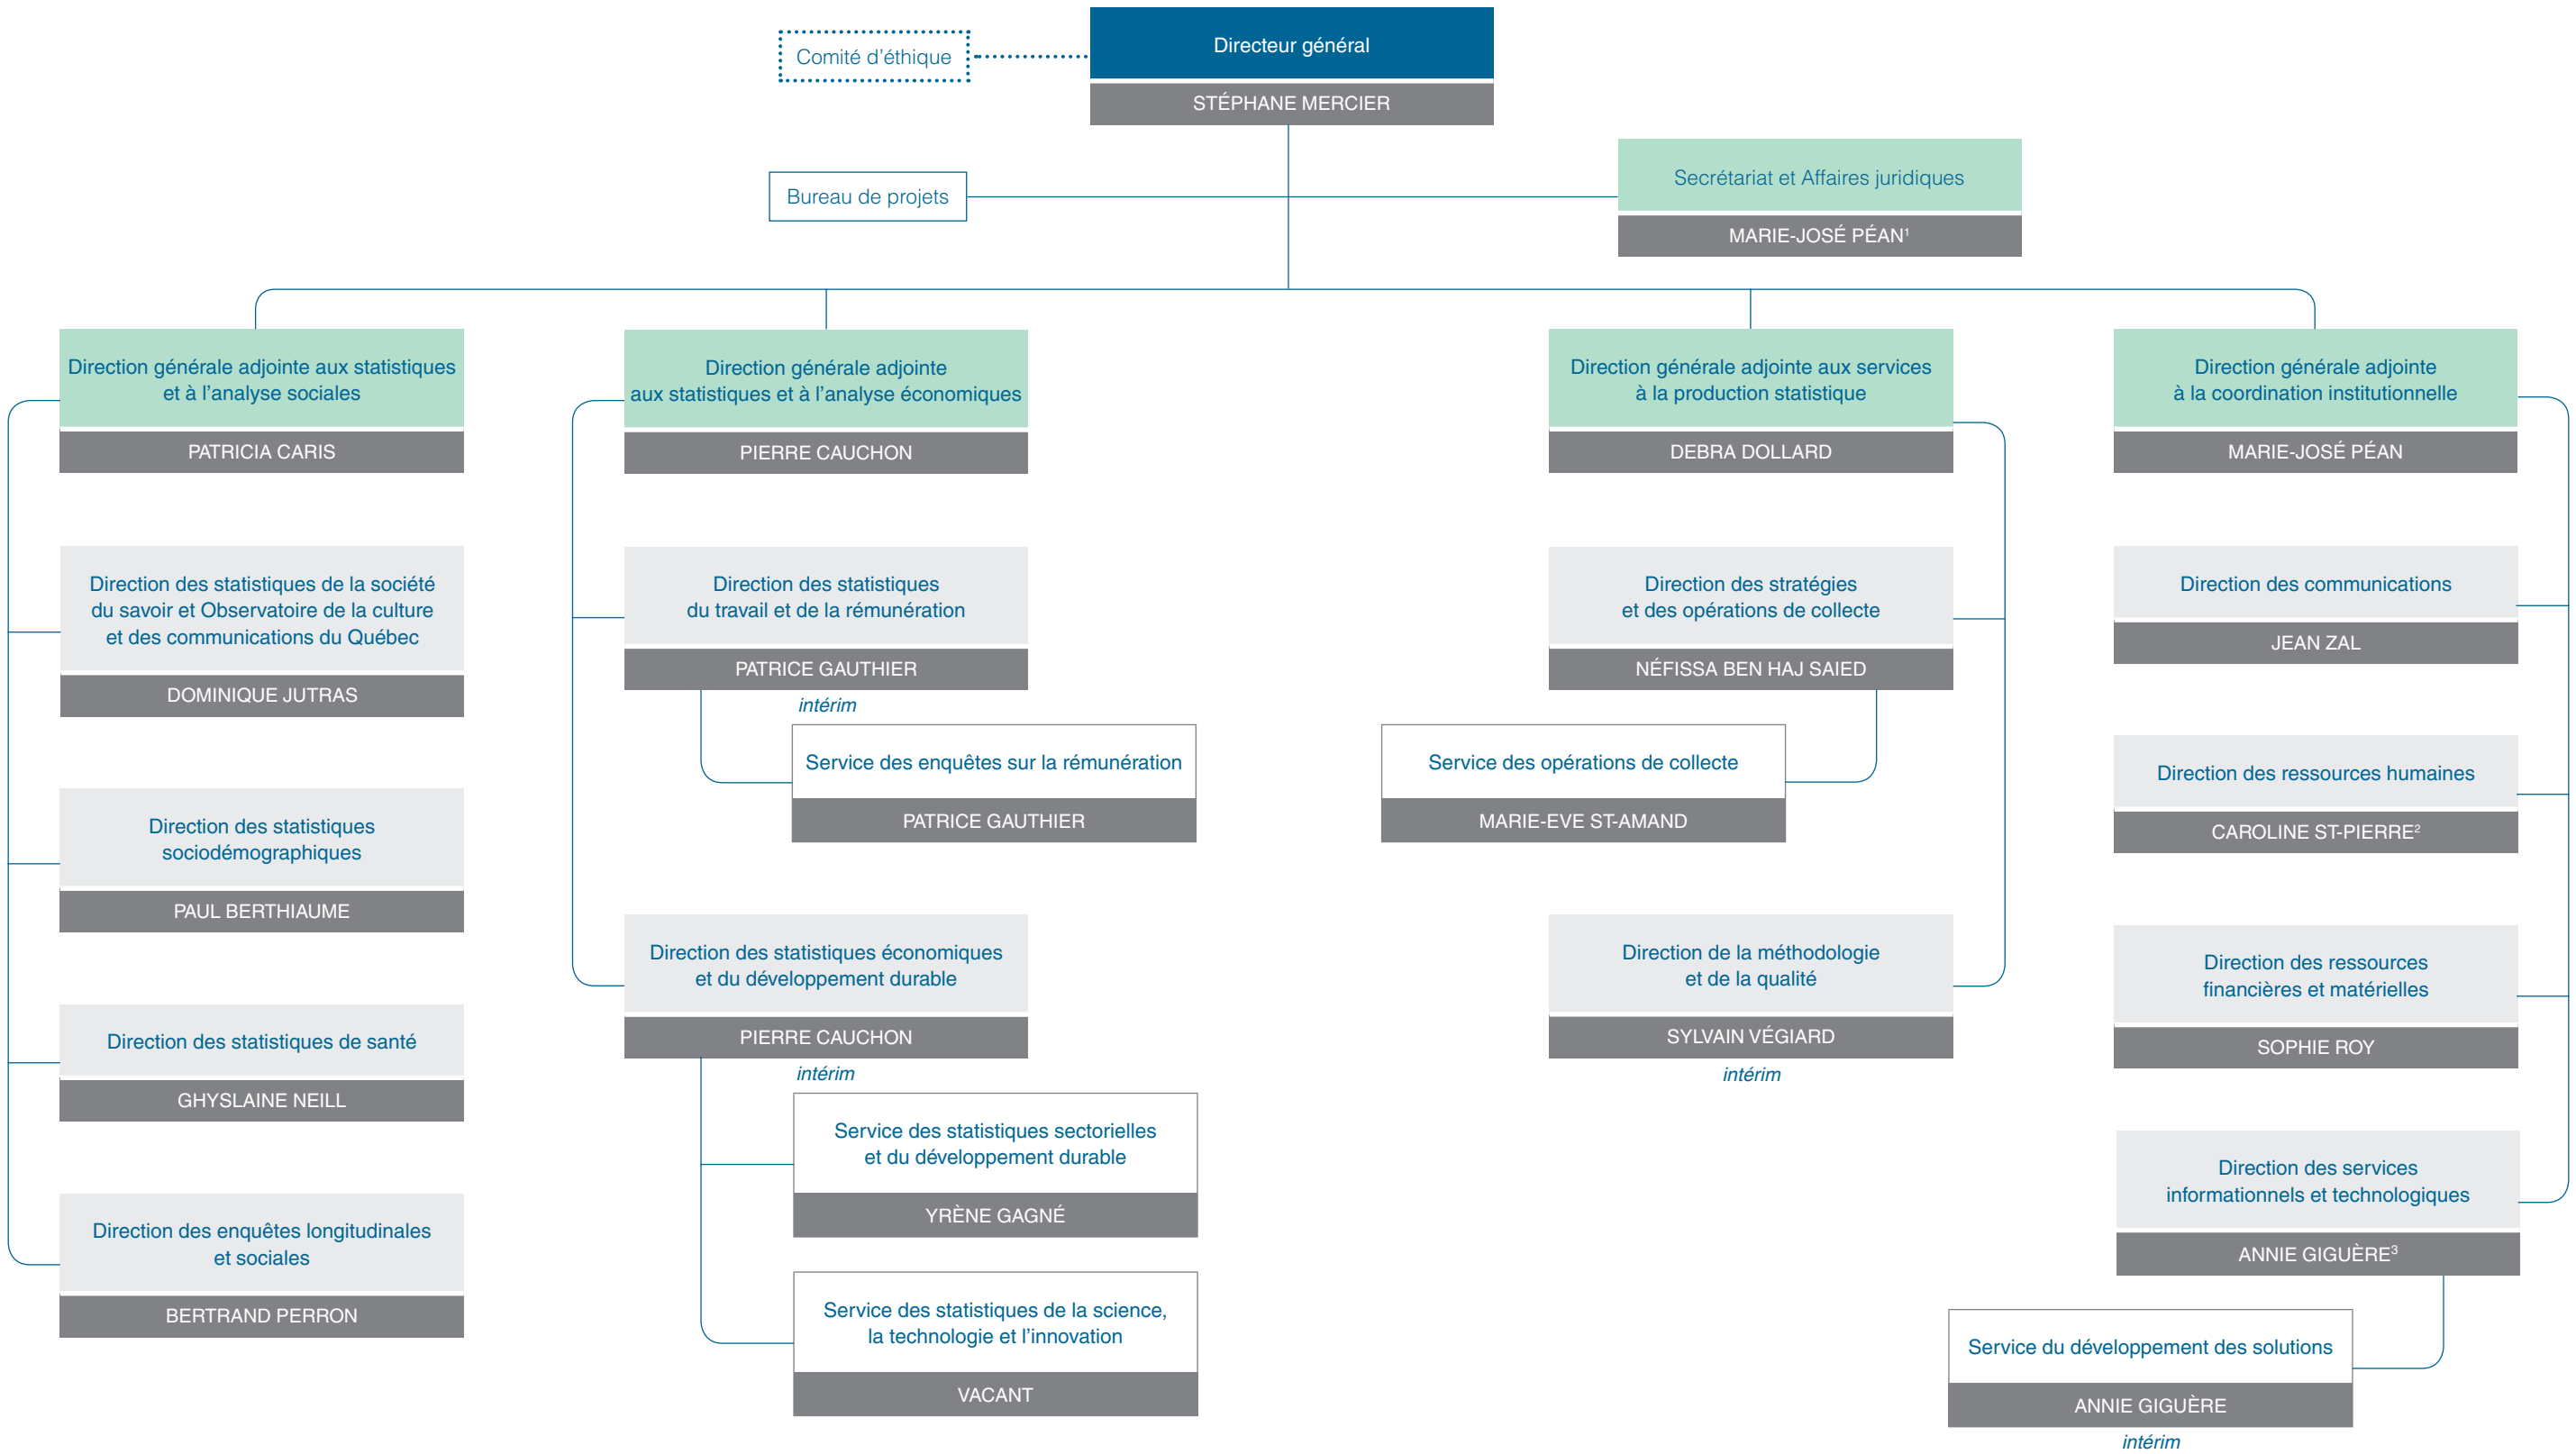 Comité d'éthique
Directeur général
STÉPHANE MERCIER
Bureau de projets
Secrétariat et Affaires juridiques
MARIE-JOSÉ PÉAN¹
Direction générale adjointe aux statistiques
et à l'analyse sociales
PATRICIA CARIS
Direction des statistiques de la société
du savoir et Observatoire de la culture
et des communications du Québec
DOMINIQUE JUTRAS
Direction des statistiques
sociodémographiques
PAUL BERTHIAUME
Direction des statistiques de santé
GHYSLAINE NEILL
Direction des enquêtes longitudinales
et sociales
BERTRAND PERRON
Direction générale adjointe
aux statistiques et à l'analyse économiques
PIERRE CAUCHON
Direction des statistiques
du travail et de la rémunération
PATRICE GAUTHIER
intérim
Service des enquêtes sur la rémunération
PATRICE GAUTHIER
Direction des statistiques économiques
et du développement durable
PIERRE CAUCHON
intérim
Service des statistiques sectorielles
et du développement durable
YRÈNE GAGNÉ
Service des statistiques de la science,
la technologie et l'innovation
VACANT
Direction générale adjointe aux services
à la production statistique
DEBRA DOLLARD
Direction des stratégies
et des opérations de collecte
NÉFISSA BEN HAJ SAIED
Service des opérations de collecte
MARIE-EVE ST-AMAND
Direction de la méthodologie
et de la qualité
SYLVAIN VÉGIARD
intérim
Direction générale adjointe
à la coordination institutionnelle
MARIE-JOSÉ PÉAN
Direction des communications
JEAN ZAL
Direction des ressources humaines
CAROLINE ST-PIERRE²
Direction des ressources
financières et matérielles
SOPHIE ROY
Direction des services
informationnels et technologiques
ANNIE GIGUÈRE³
Service du développement des solutions
ANNIE GIGUÈRE
intérim